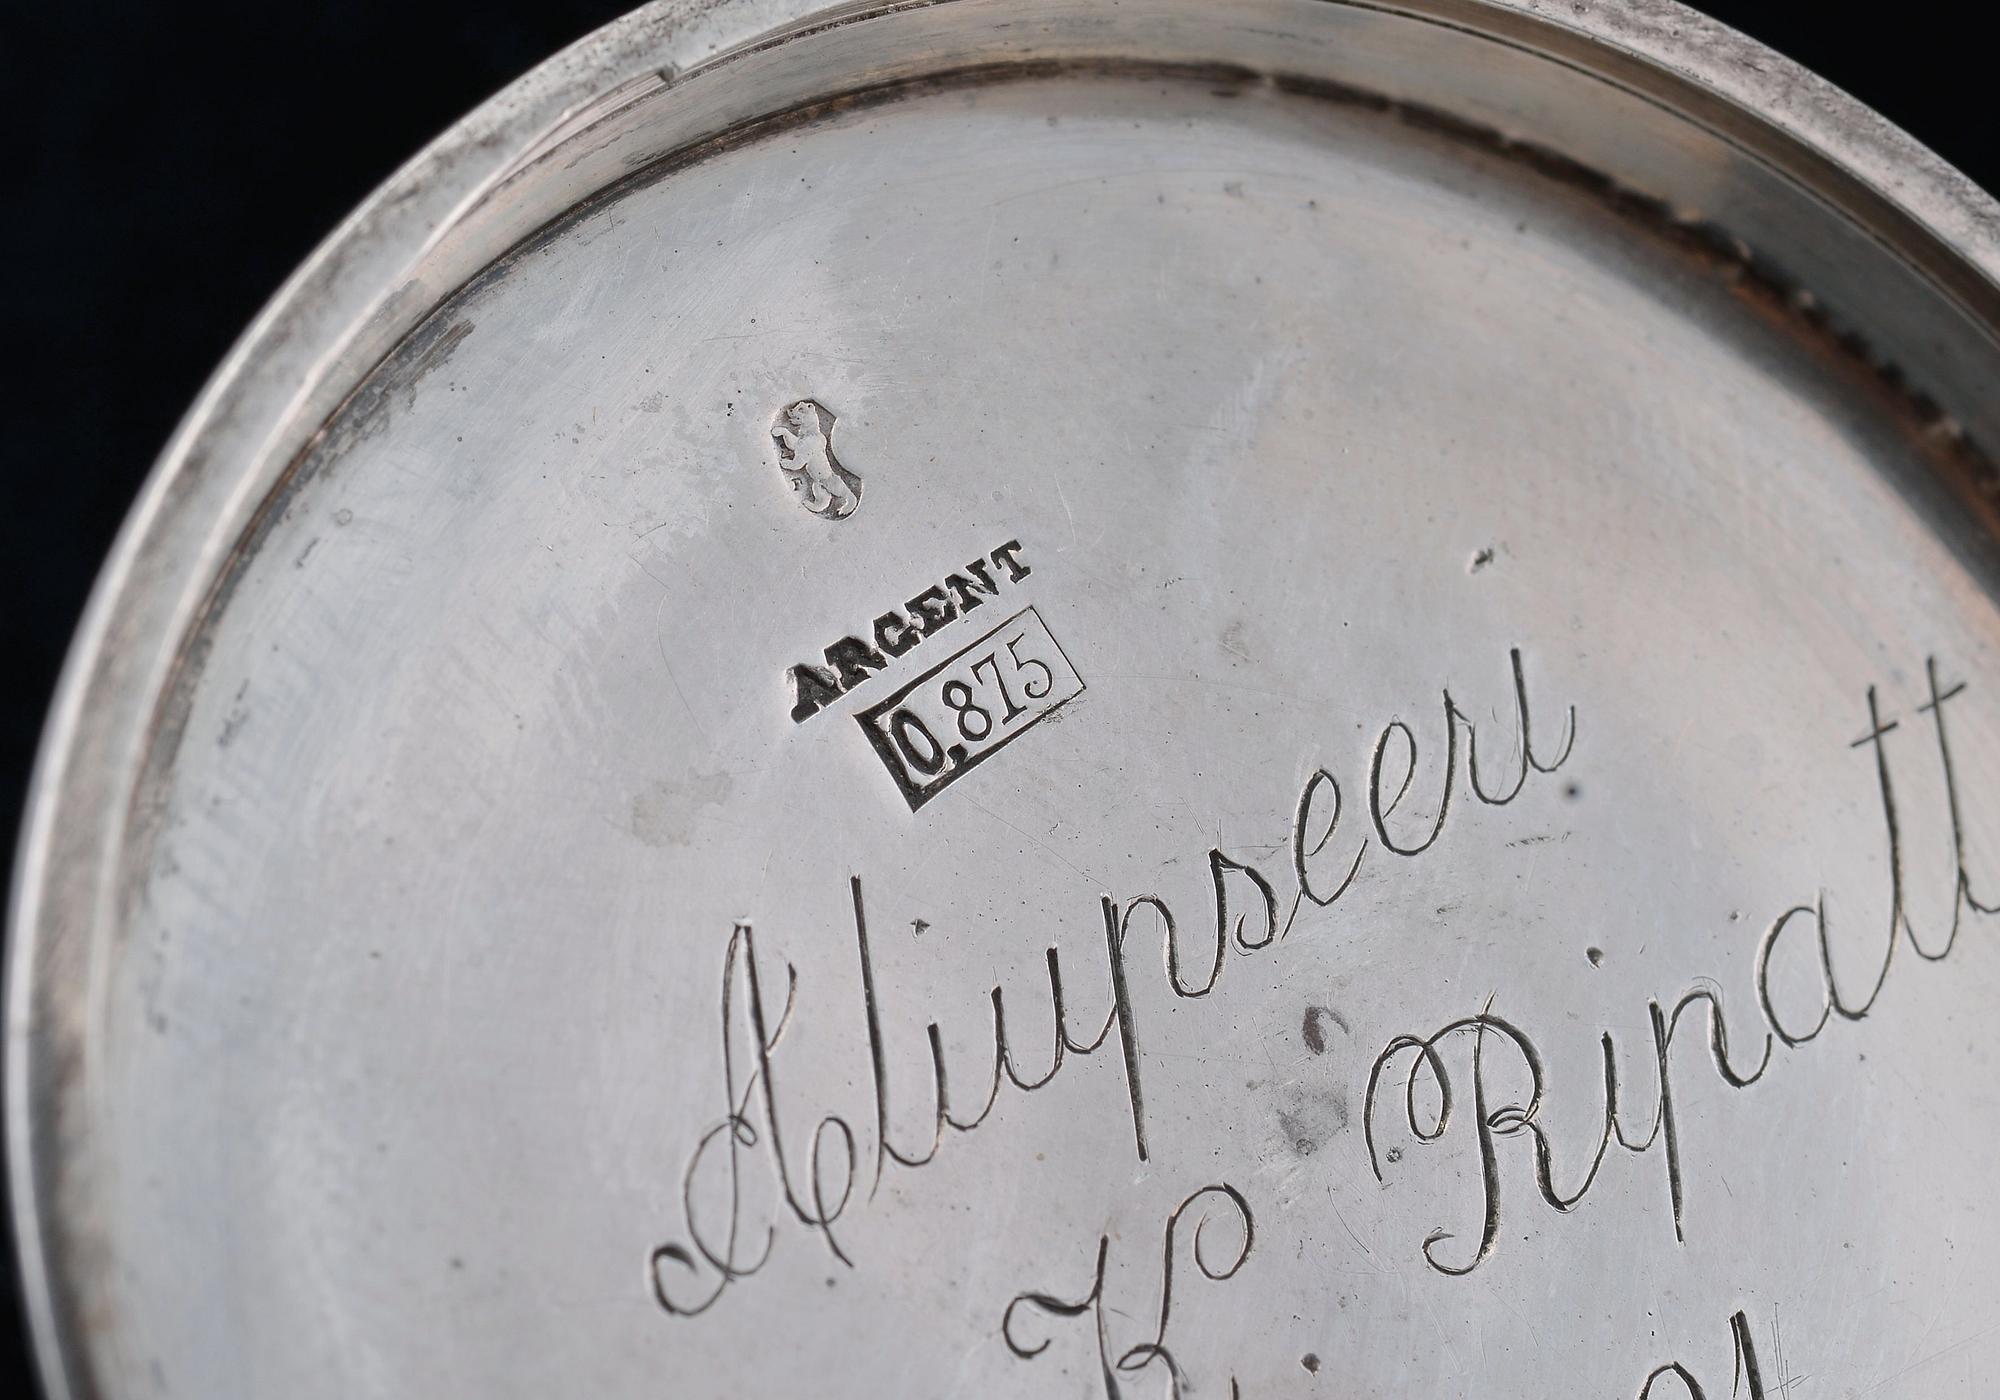 ARGENT
0,875
Aliupseeri
Ripatt